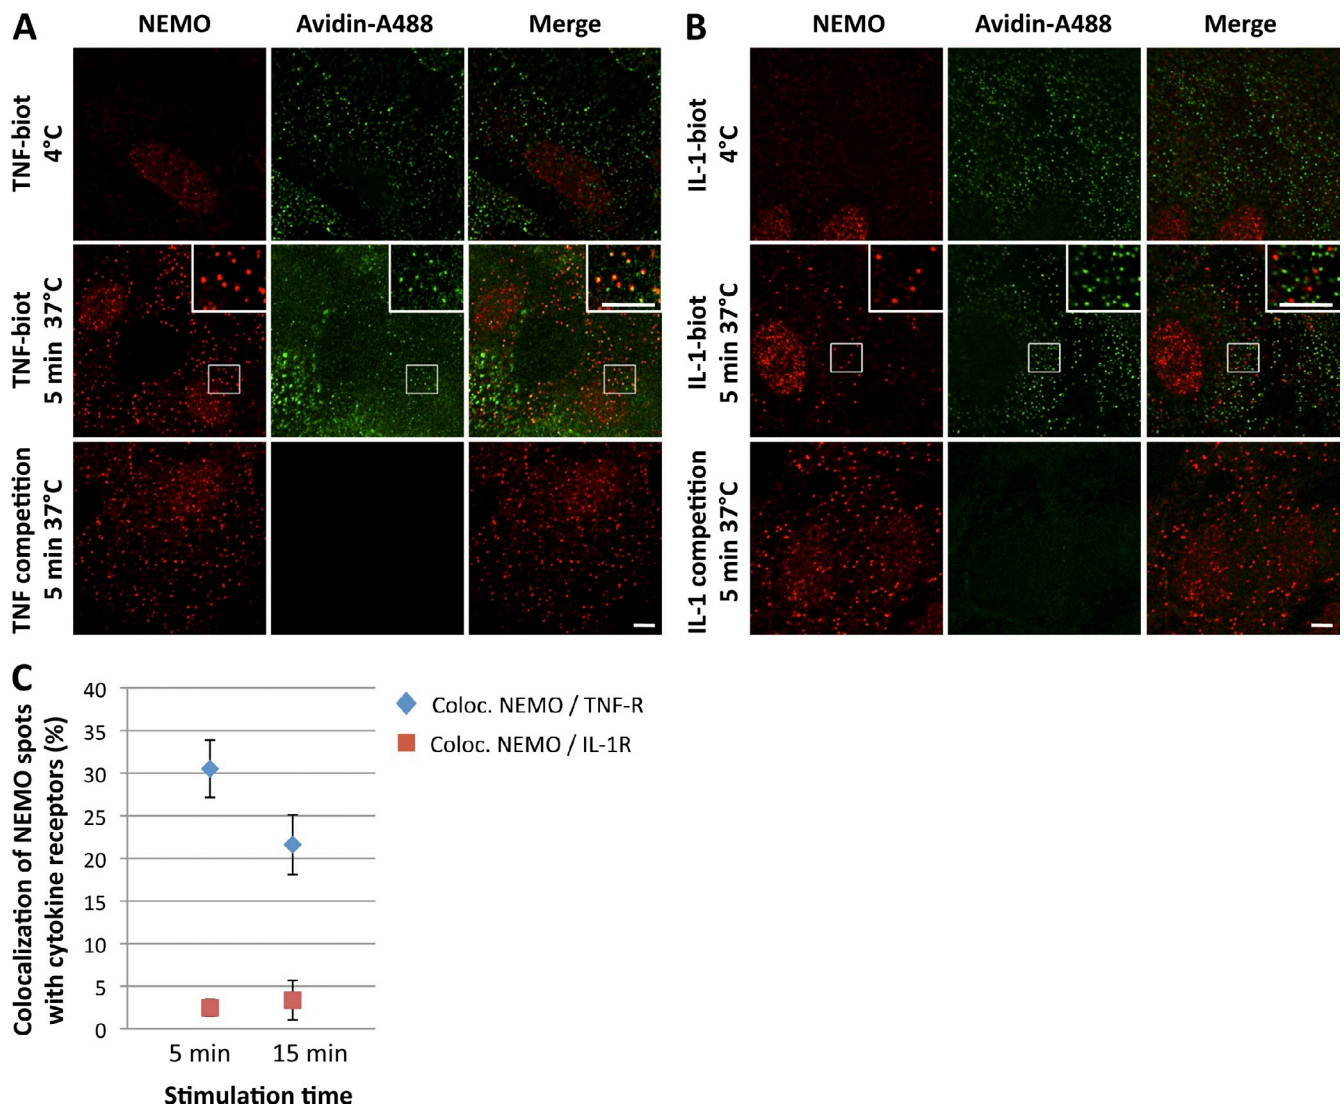 A
NEMO
Avidin-A488
Merge
TNF-biot
4°C
TNF-biot
5 min 37°C
TNF competition
5 min 37°C
B
NEMO
Avidin-A488
Merge
IL-1-biot
4°C
IL-1-biot
5 min 37°C
IL-1 competition
5 min 37°C
C
Colocalization of NEMO spots
with cytokine receptors (%)
40
35
30
25
20
15
10
5
0
5 min
15 min
Stimulation time
Coloc. NEMO / TNF-R
Coloc. NEMO / IL-1R